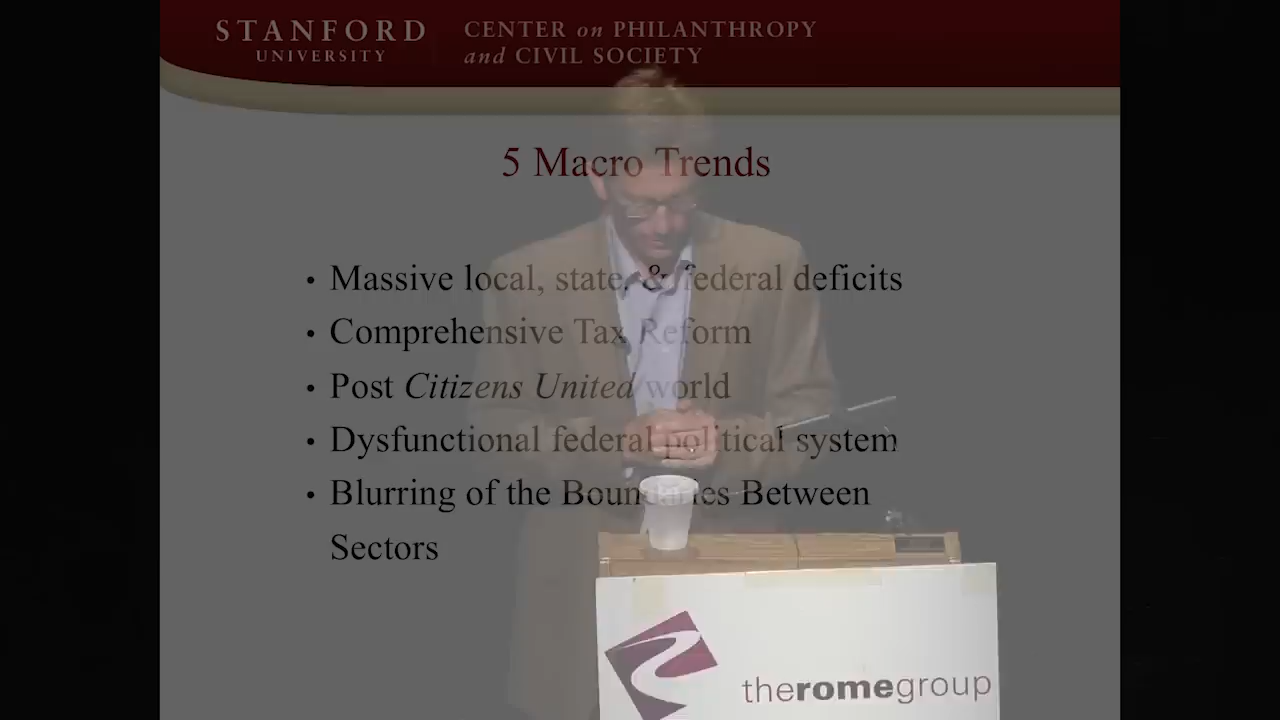 STANFORD
UNIVERSITY
CENTER on PHILANTHROPY
and CIVIL SOCIETY
5 Macro Trends
• Massive local, state, & federal deficits
• Comprehensive Tax Reform
• Post Citizens United world
• Dysfunctional federal political system
• Blurring of the Boundaries Between
Sectors
theromegroup